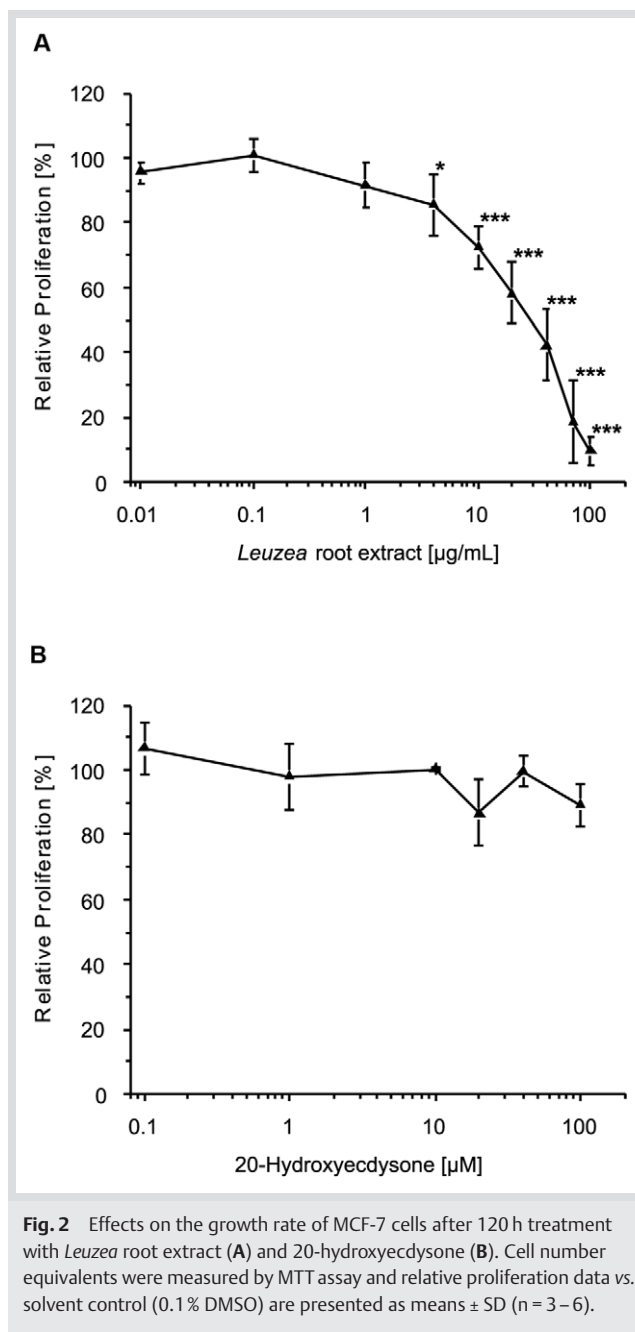 A
Relative Proliferation [%]
120
100
80
60
40
20
0
*
***
***
***
***
***
0.01 0.1 1 10 100
Leuzea root extract [µg/mL]
B
Relative Proliferation [%]
120
100
80
60
40
20
0
0.1 1 10 100
20-Hydroxyecdysone [µM]
Fig. 2 Effects on the growth rate of MCF-7 cells after 120 h treatment
with Leuzea root extract (A) and 20-hydroxyecdysone (B). Cell number
equivalents were measured by MTT assay and relative proliferation data vs.
solvent control (0.1 % DMSO) are presented as means ± SD (n = 3 – 6).